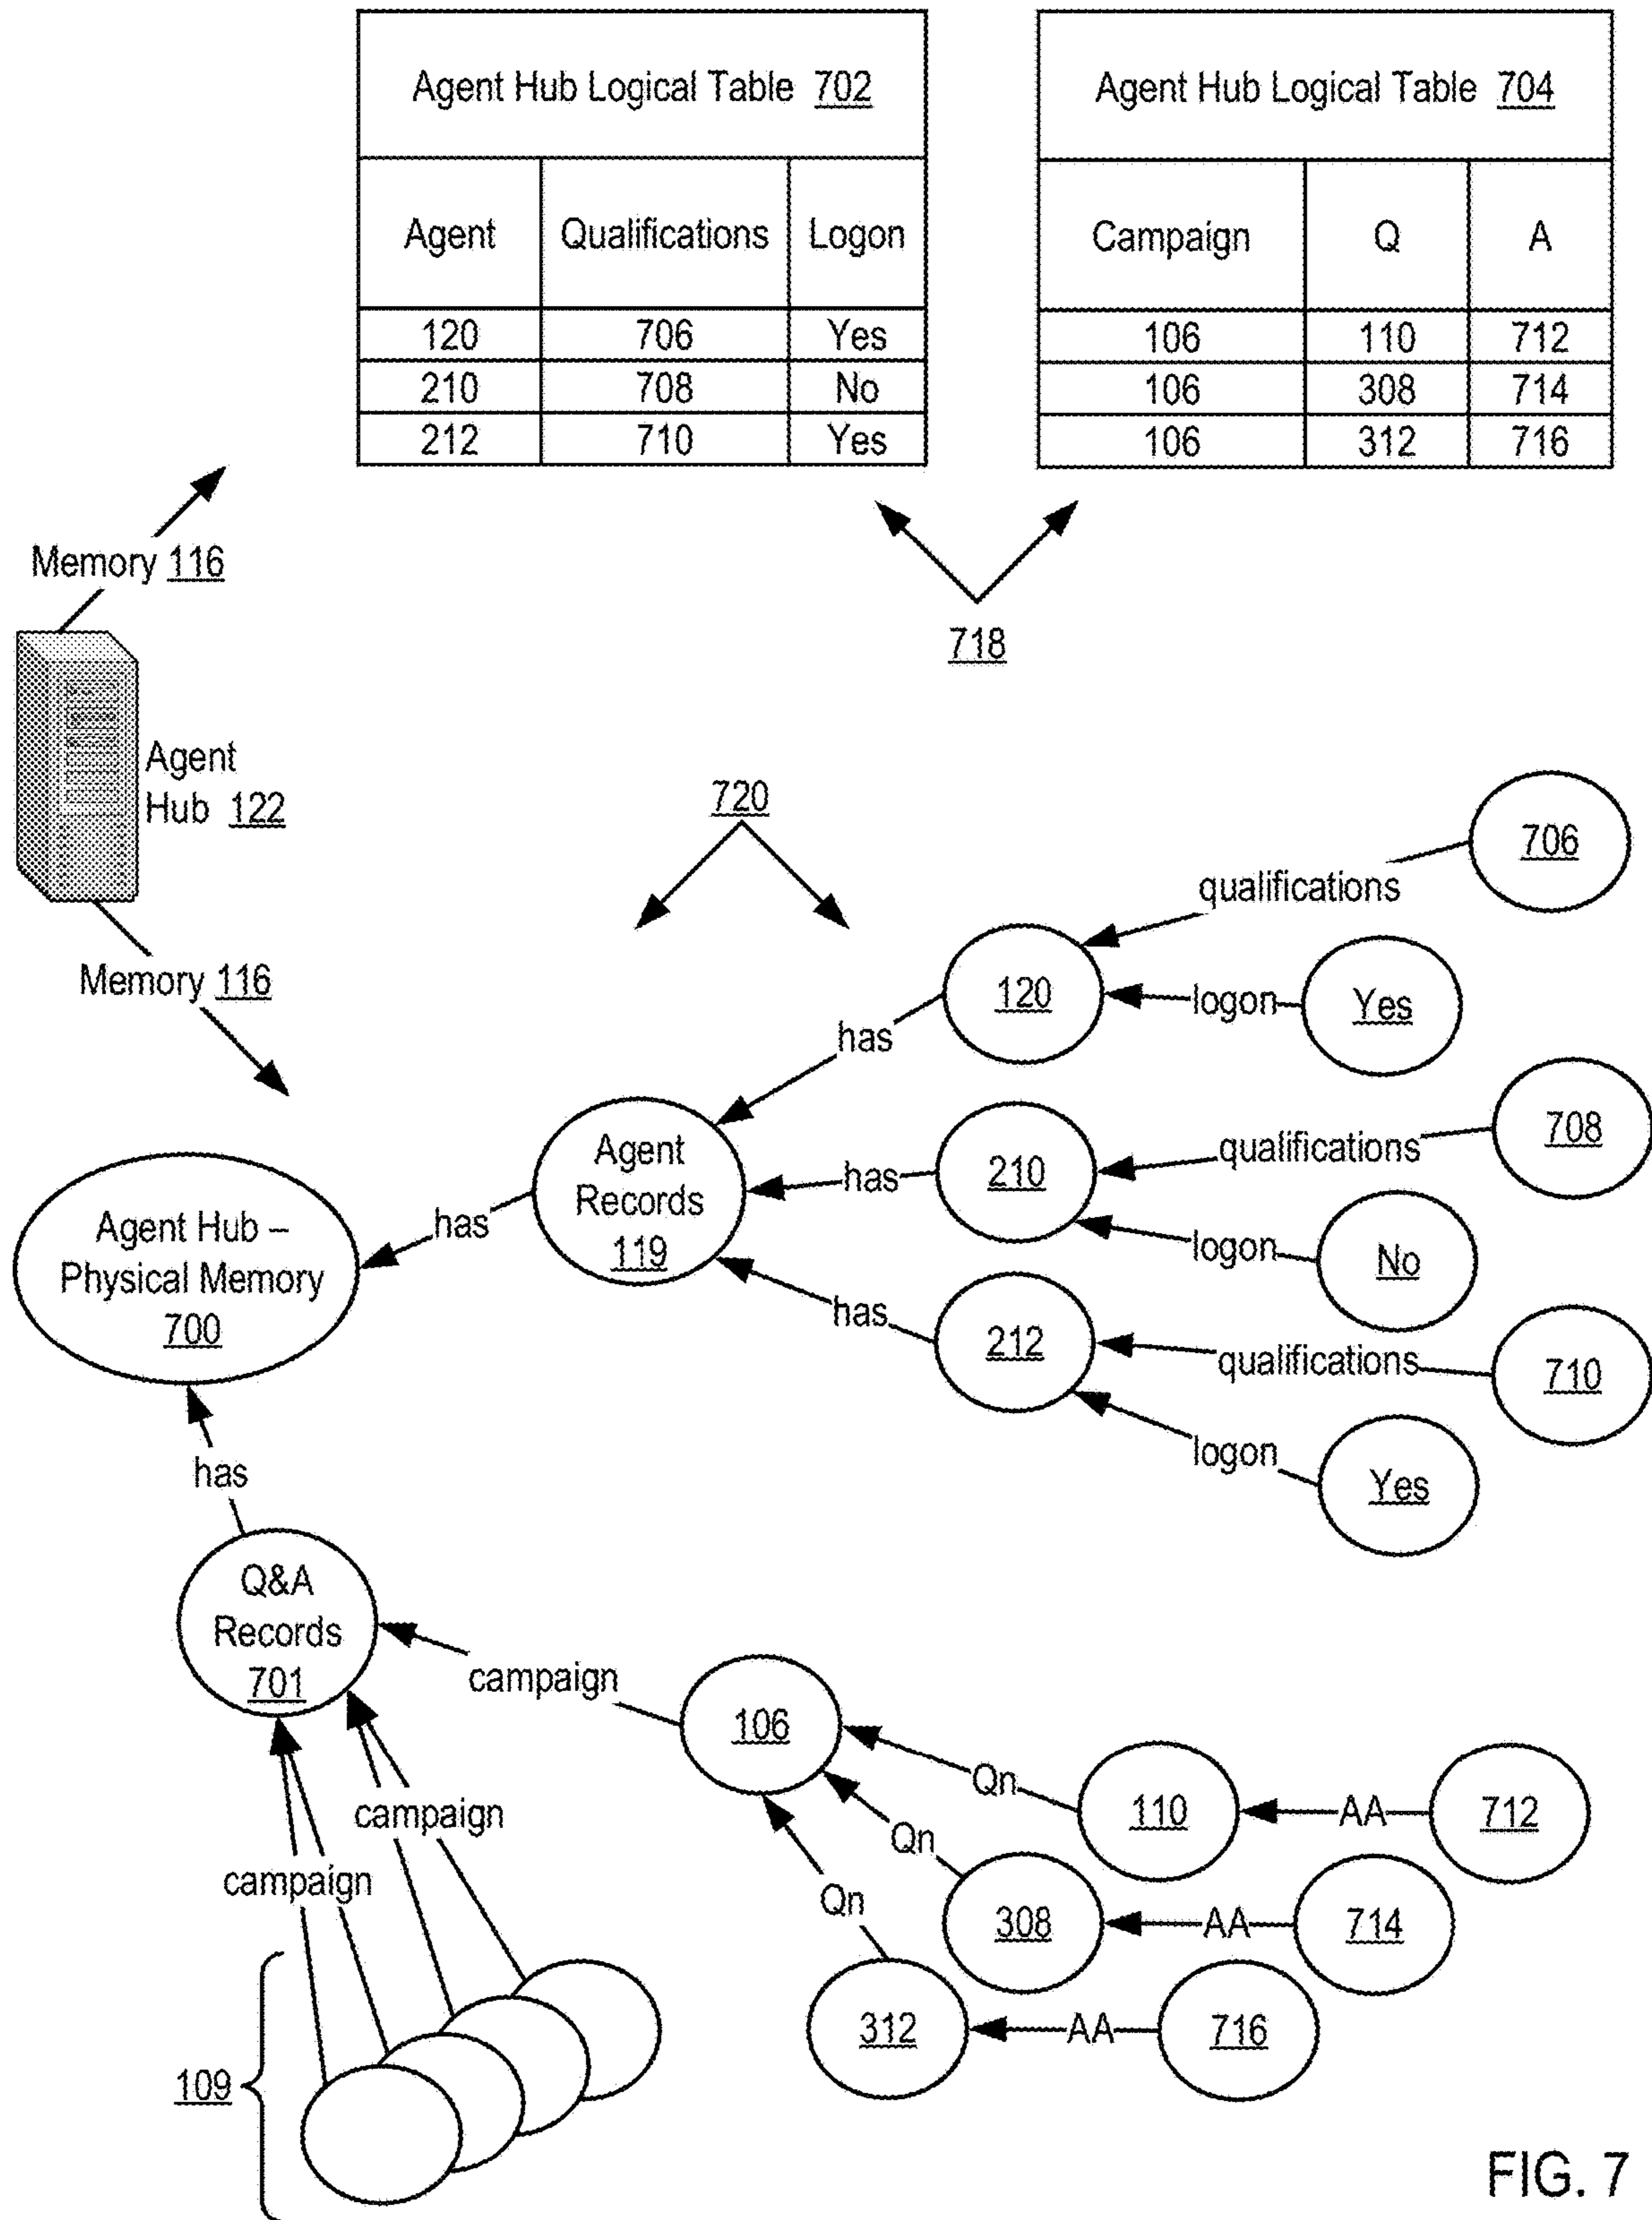 Agent Hub Logical Table 702
Agent Qualifications Logon
120 706 Yes
210 708 No
212 710 Yes
Agent Hub Logical Table 704
Campaign Q A
106 110 712
106 308 714
106 312 716
Memory 116
718
Agent
Hub 122
720
Memory 116
706
qualifications
120
logon
Yes
has
708
qualifications
210
has
Agent
Records
119
logon
No
has
Agent Hub –
Physical Memory
700
has
212
qualifications
710
logon
Yes
has
Q&A
Records
701
campaign
106
Qn
110
AA
712
campaign
Qn
308
AA
714
campaign
Qn
312
AA
716
109
FIG. 7